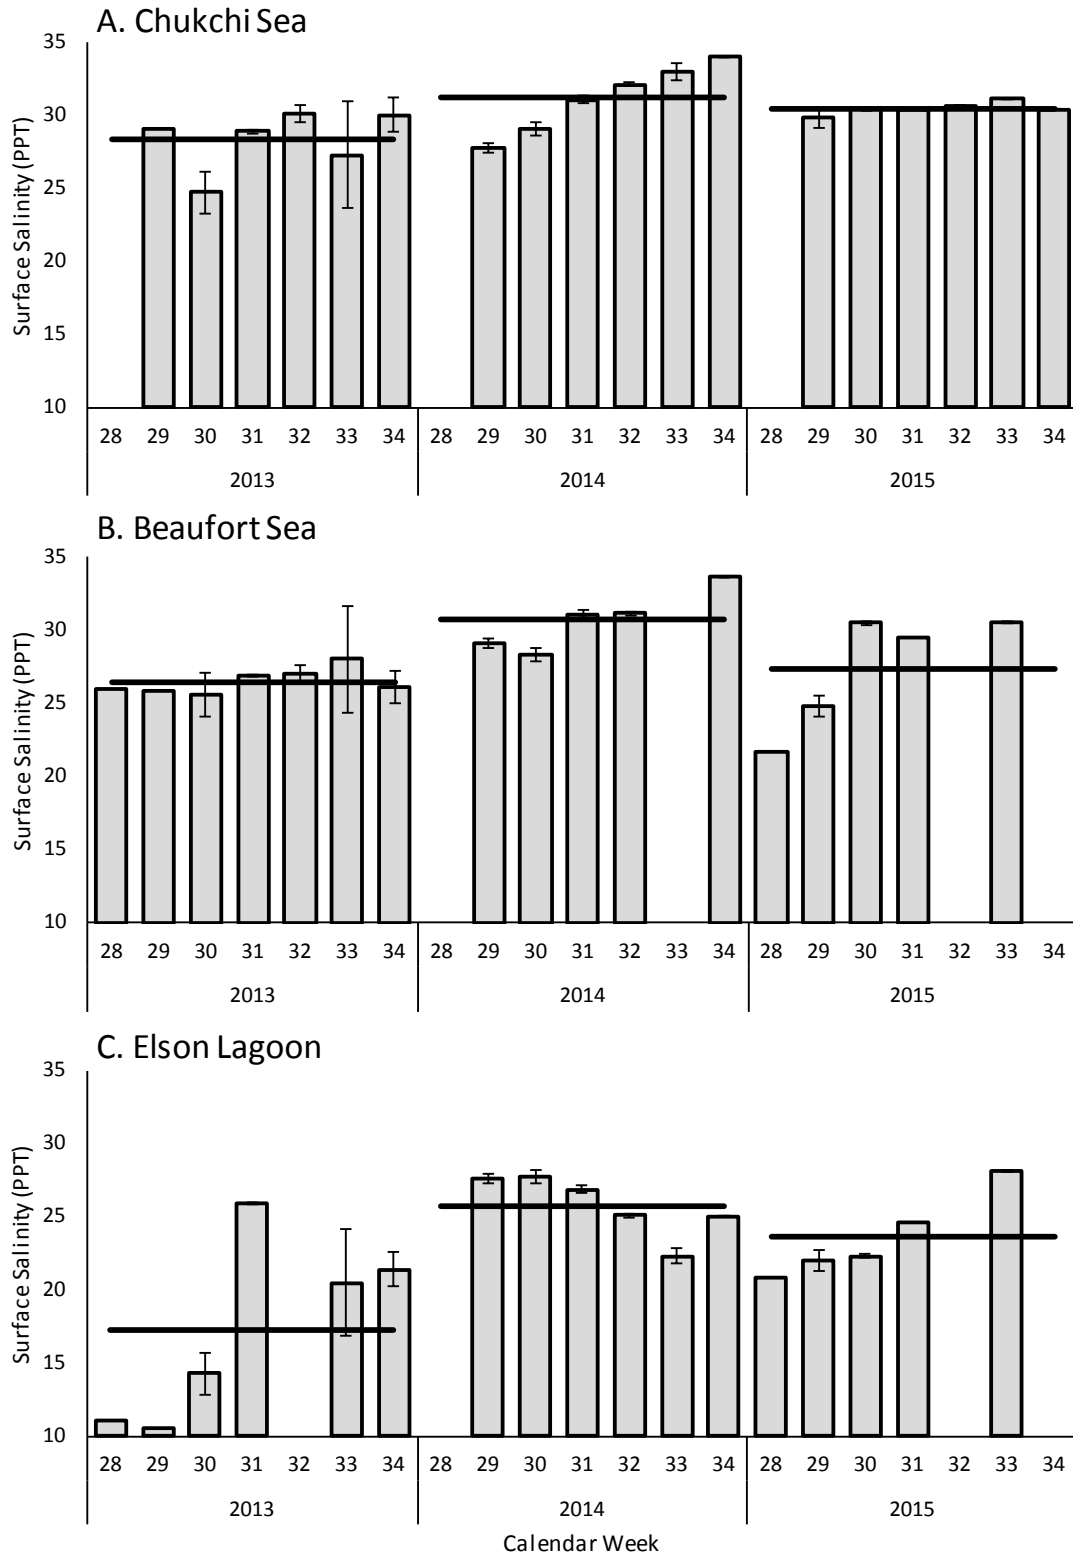 A. Chukchi Sea
Surface Salinity (PPT)
35
30
25
20
15
10
28 29 30 31 32 33 34 28 29 30 31 32 33 34 28 29 30 31 32 33 34
2013 2014 2015
B. Beaufort Sea
Surface Salinity (PPT)
35
30
25
20
15
10
28 29 30 31 32 33 34 28 29 30 31 32 33 34 28 29 30 31 32 33 34
2013 2014 2015
C. Elson Lagoon
Surface Salinity (PPT)
35
30
25
20
15
10
28 29 30 31 32 33 34 28 29 30 31 32 33 34 28 29 30 31 32 33 34
2013 2014 2015
Calendar Week